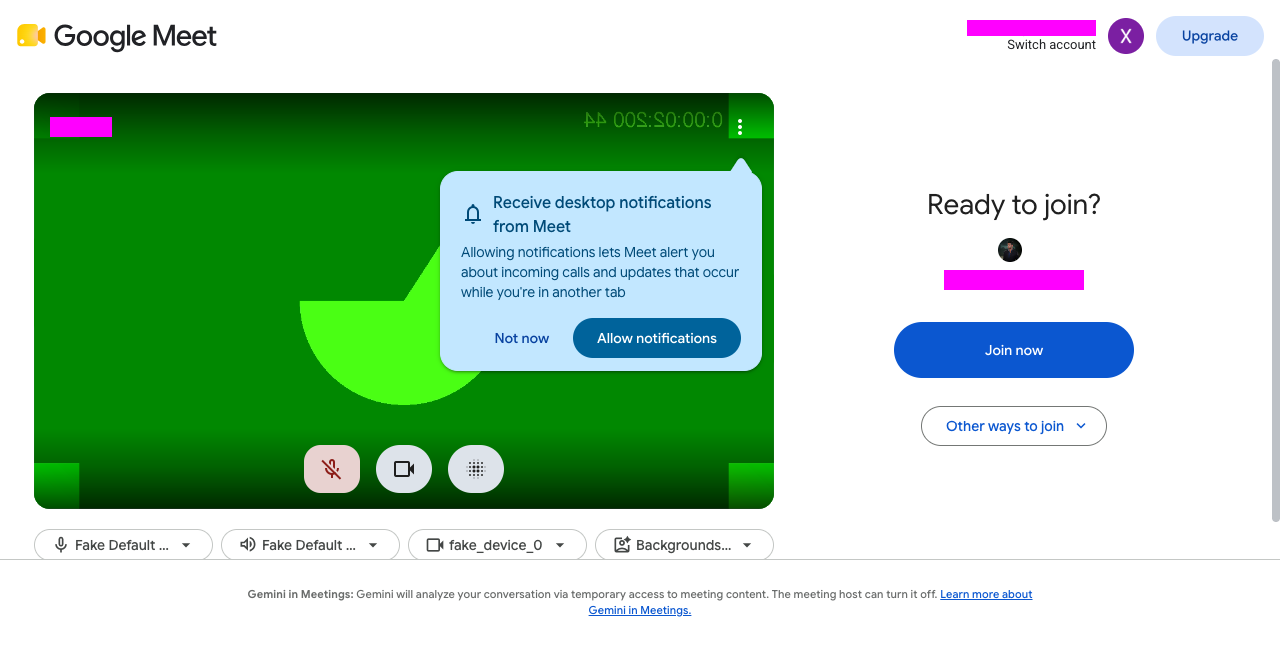 Google Meet
Switch account
X
Upgrade
0:00:02:200 44
Receive desktop notifications
from Meet
Allowing notifications lets Meet alert you
about incoming calls and updates that occur
while you're in another tab
Not now
Allow notifications
Ready to join?
Join now
Other ways to join
Fake Default ...
Fake Default ...
fake_device_0
Backgrounds...
Gemini in Meetings: Gemini will analyze your conversation via temporary access to meeting content. The meeting host can turn it off. Learn more about
Gemini in Meetings.